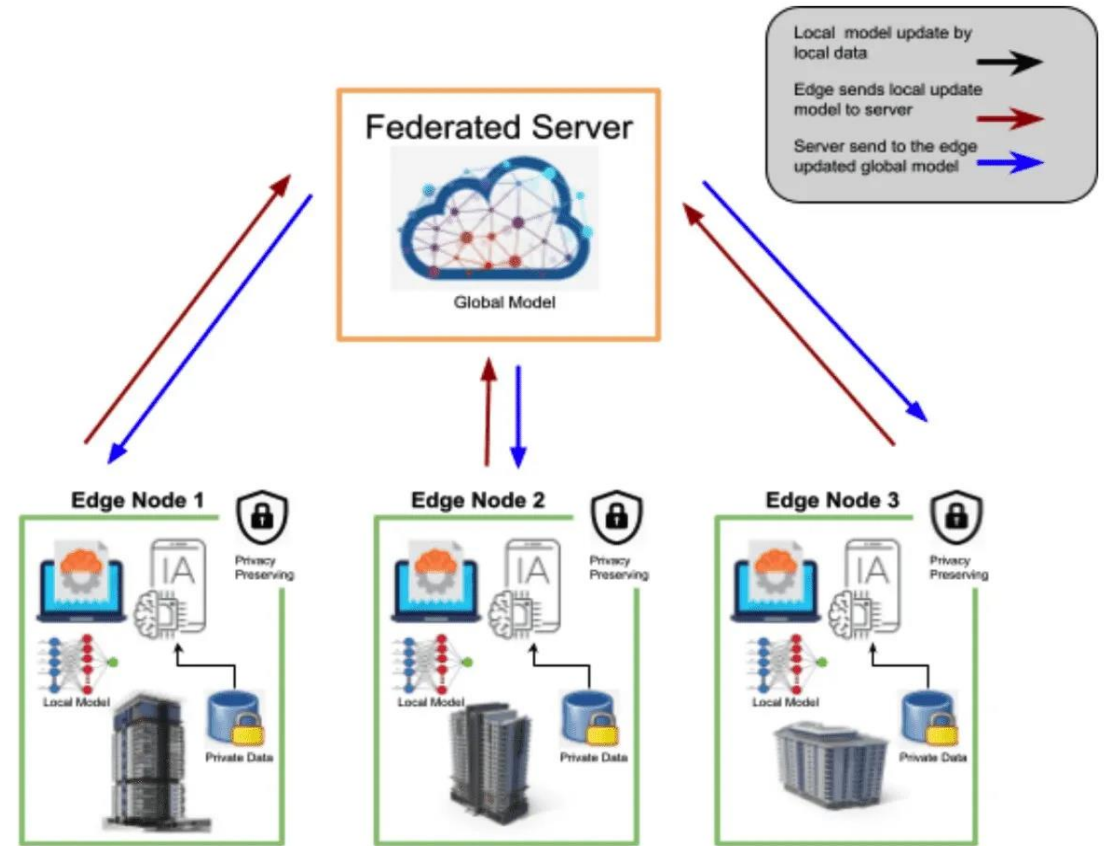 Local model update by
local data
Edge sends local update
model to server
Server send to the edge
updated global model
Federated Server
Global Model
Edge Node 1
Privacy
Preserving
IA
Local Model
Private Data
Edge Node 2
Privacy
Preserving
IA
Local Model
Private Data
Edge Node 3
Privacy
Preserving
IA
Local Model
Private Data